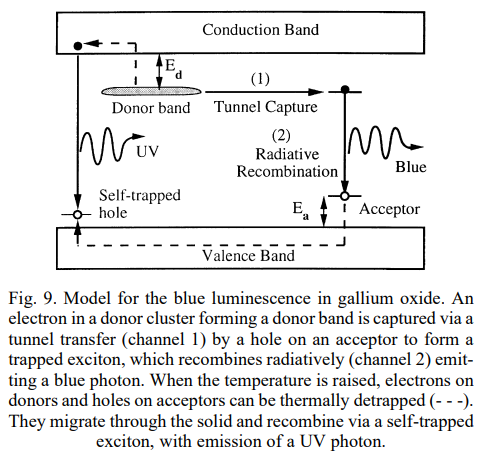 Conduction Band
E_d
(1)
Donor band
Tunnel Capture
(2)
UV
Radiative
Recombination
Blue
Self-trapped
hole
E_a
Acceptor
Valence Band
Fig. 9. Model for the blue luminescence in gallium oxide. An
electron in a donor cluster forming a donor band is captured via a
tunnel transfer (channel 1) by a hole on an acceptor to form a
trapped exciton, which recombines radiatively (channel 2) emit-
ting a blue photon. When the temperature is raised, electrons on
donors and holes on acceptors can be thermally detrapped (- - -).
They migrate through the solid and recombine via a self-trapped
exciton, with emission of a UV photon.